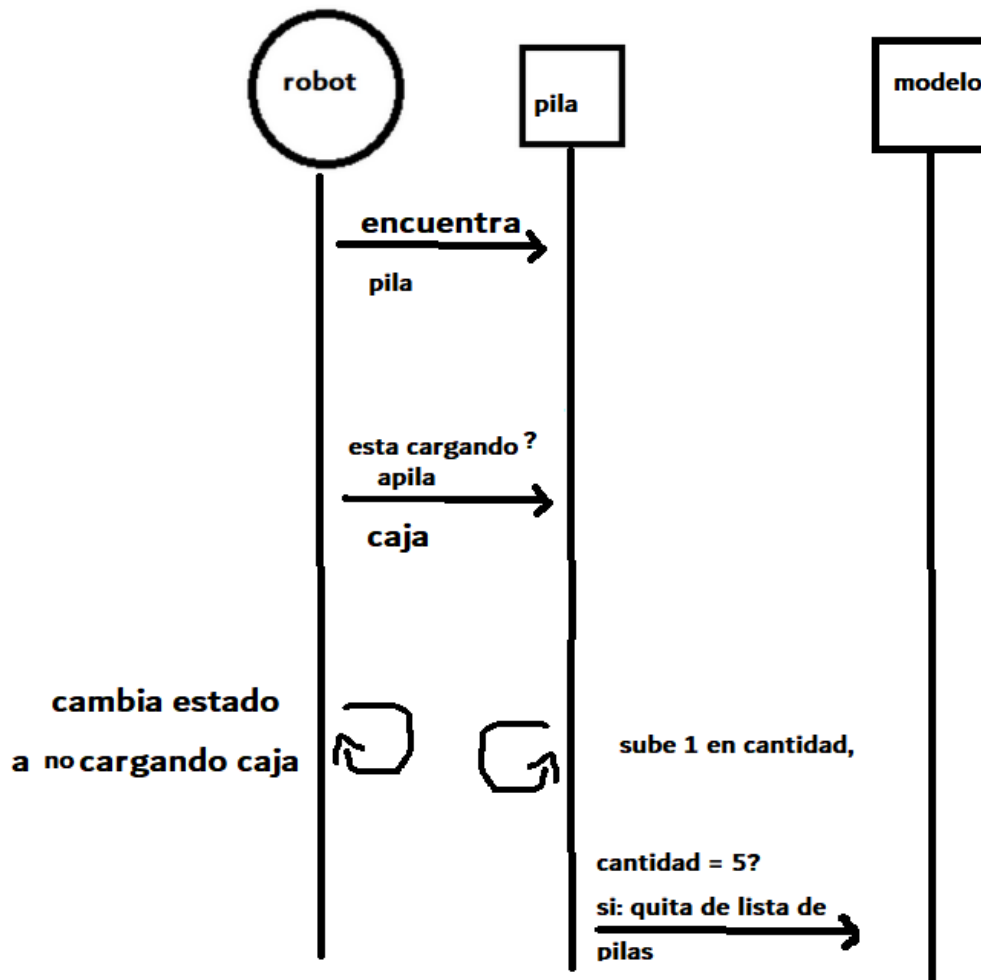 robot
pila
modelo
encuentra
pila
esta cargando ?
apila
caja
cambia estado
a no cargando caja
sube 1 en cantidad,
cantidad = 5?
si: quita de lista de
pilas